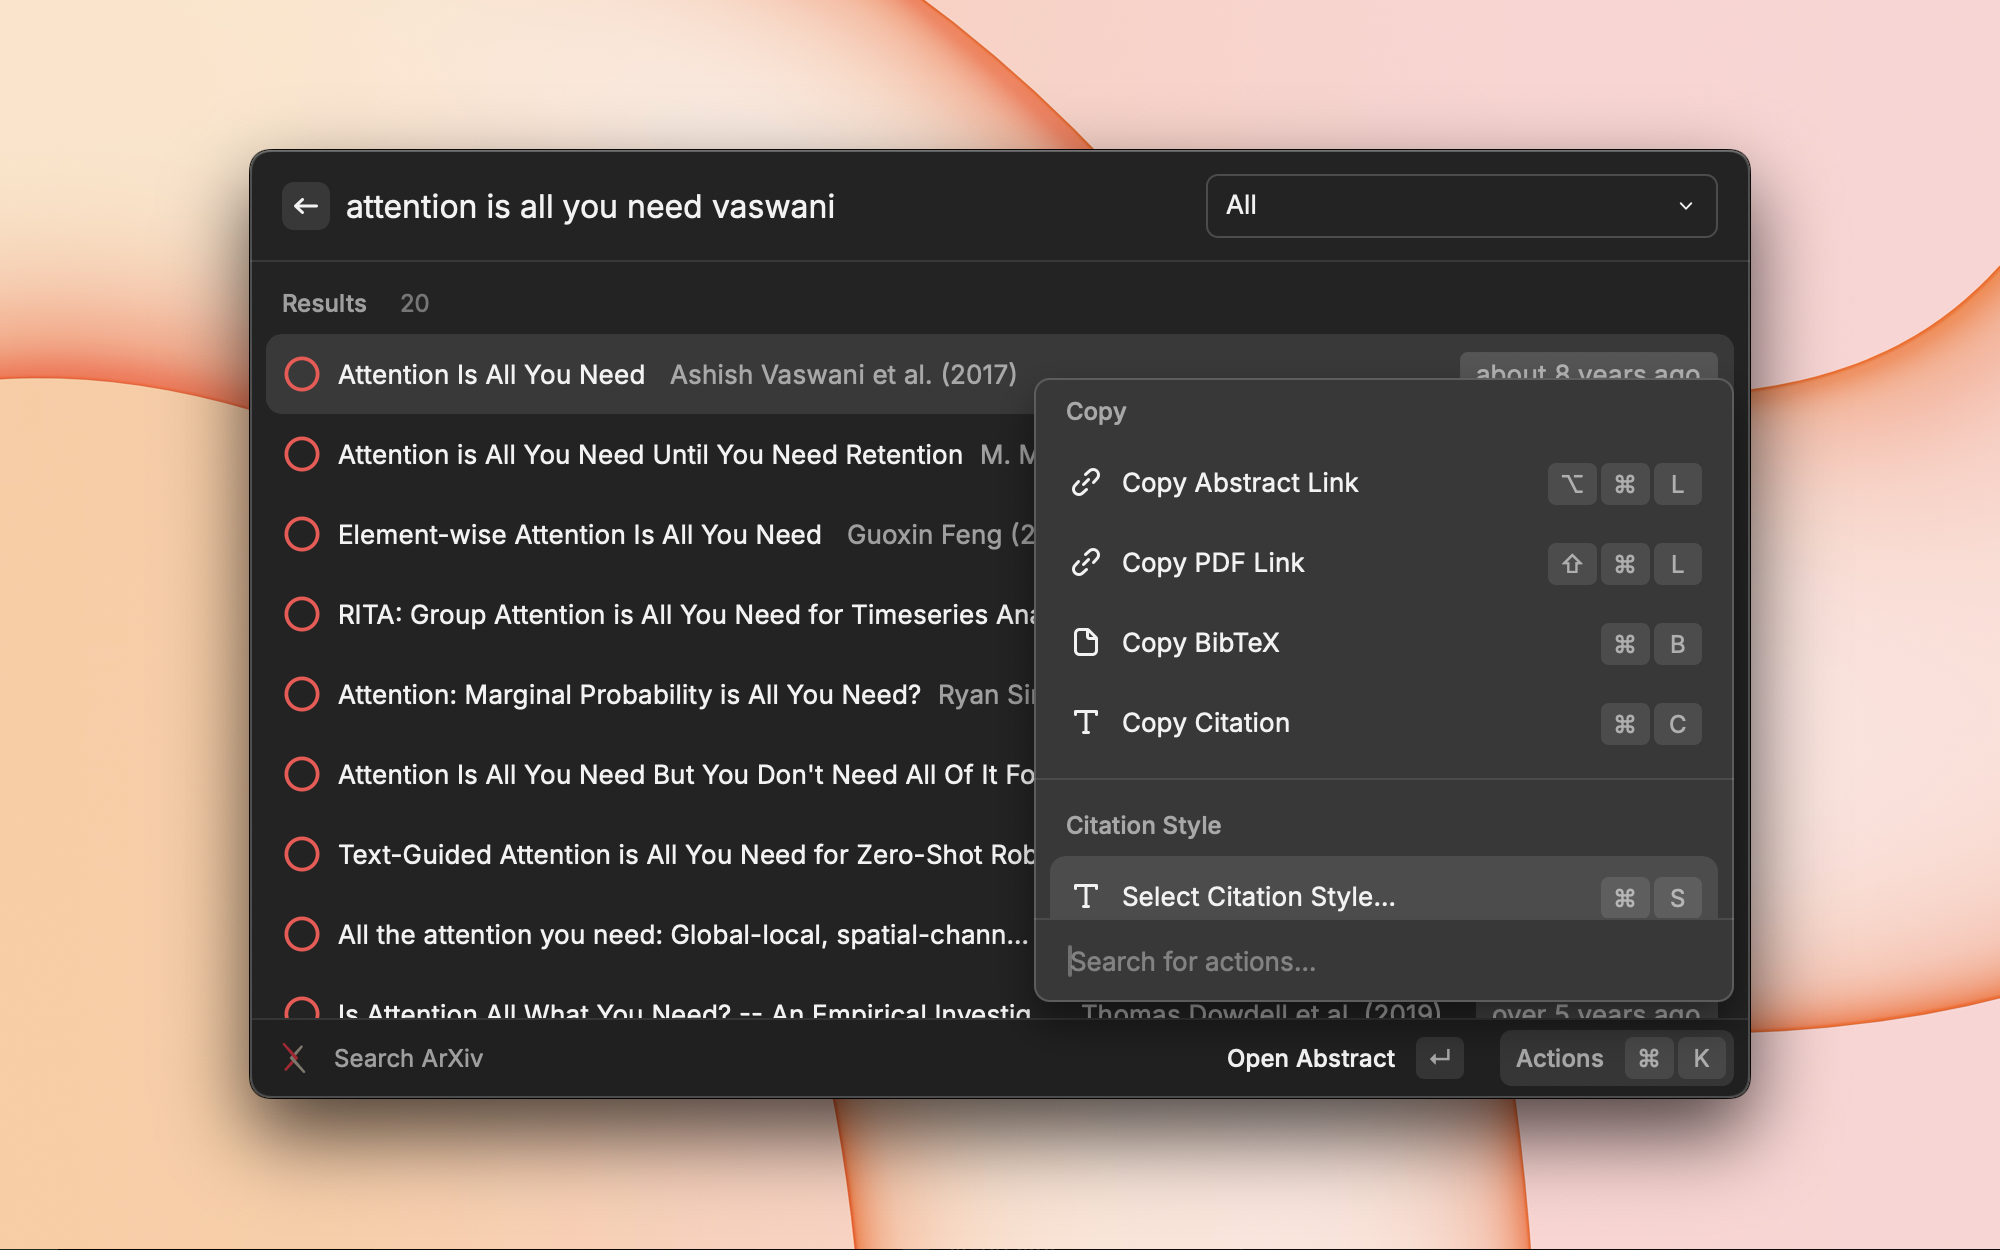 attention is all you need vaswani
All
Results 20
Attention Is All You Need Ashish Vaswani et al. (2017) about 8 years ago
Attention is All You Need Until You Need Retention M.
Element-wise Attention Is All You Need Guoxin Feng
RITA: Group Attention is All You Need for Timeseries
Attention: Marginal Probability is All You Need? Ryan
Attention Is All You Need But You Don't Need All Of It
Text-Guided Attention is All You Need for Zero-Shot
All the attention you need: Global-local, spatial-chann...
Is Attention All What You Need? -- An Empirical Investig... Thomas Dowdell et al. (2019) over 5 years ago
Copy
Copy Abstract Link ⌥ ⌘ L
Copy PDF Link ⇧ ⌘ L
Copy BibTeX ⌘ B
Copy Citation ⌘ C
Citation Style
Select Citation Style... ⌘ S
Search for actions...
Search ArXiv
Open Abstract ↵
Actions ⌘ K